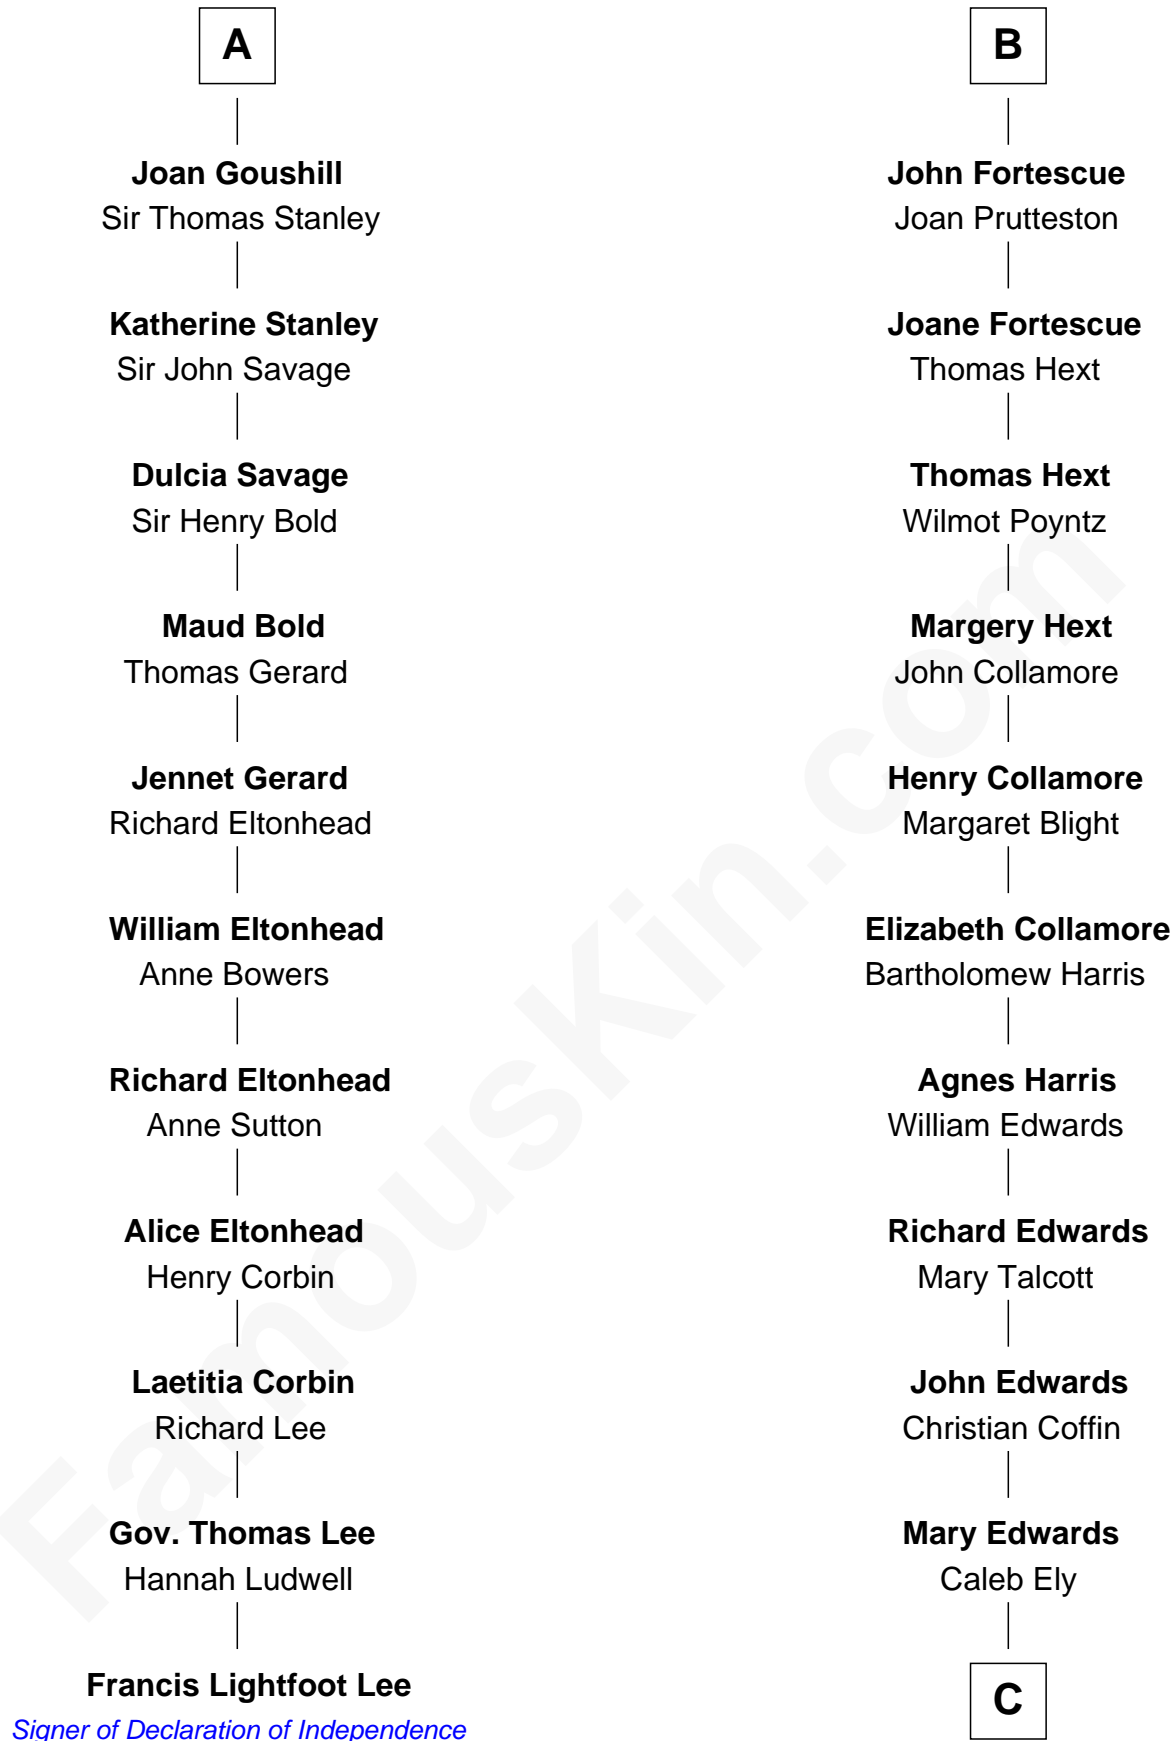 A
Joan Goushill
Sir Thomas Stanley
Katherine Stanley
Sir John Savage
Dulcia Savage
Sir Henry Bold
Maud Bold
Thomas Gerard
Jennet Gerard
Richard Eltonhead
William Eltonhead
Anne Bowers
Richard Eltonhead
Anne Sutton
Alice Eltonhead
Henry Corbin
Laetitia Corbin
Richard Lee
Gov. Thomas Lee
Hannah Ludwell
Francis Lightfoot Lee
Signer of Declaration of Independence
B
John Fortescue
Joan Prutteston
Joane Fortescue
Thomas Hext
Thomas Hext
Wilmot Poyntz
Margery Hext
John Collamore
Henry Collamore
Margaret Blight
Elizabeth Collamore
Bartholomew Harris
Agnes Harris
William Edwards
Richard Edwards
Mary Talcott
John Edwards
Christian Coffin
Mary Edwards
Caleb Ely
C
FamousKin.com